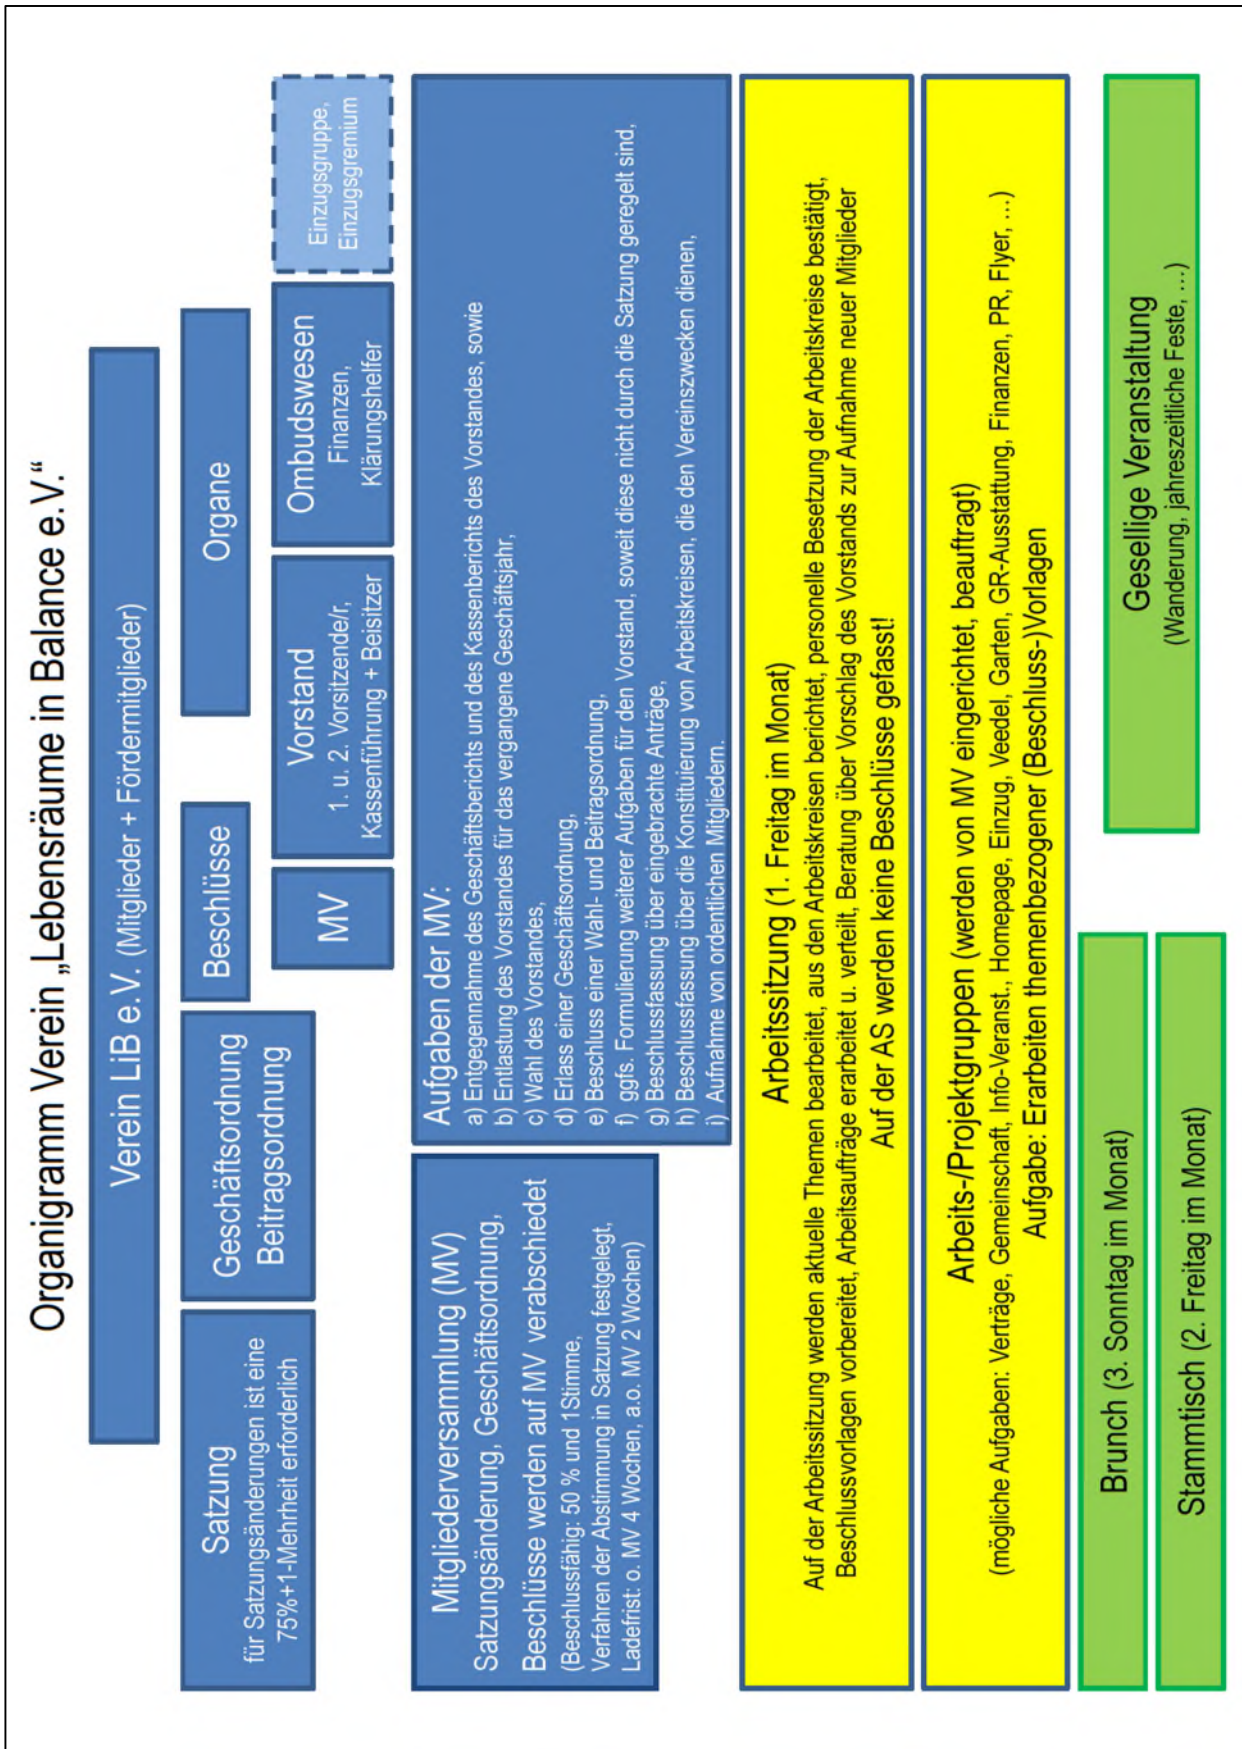 Organigramm Verein „Lebensräume in Balance e.V.“
Verein LiB e.V. (Mitglieder + Fördermitglieder)
Satzung
für Satzungsänderungen ist eine
75%+1-Mehrheit erforderlich
Geschäftsordnung
Beitragsordnung
Beschlüsse
Organe
MV
Vorstand
1. u. 2. Vorsitzende/r,
Kassenführung + Beisitzer
Ombudswesen
Finanzen,
Klärungshelfer
Einzugsgruppe,
Einzugsgremium
Mitgliederversammlung (MV)
Satzungsänderung, Geschäftsordnung,
Beschlüsse werden auf MV verabschiedet
(Beschlussfähig: 50 % und 1Stimme,
Verfahren der Abstimmung in Satzung festgelegt,
Ladefrist: o. MV 4 Wochen, a.o. MV 2 Wochen)
Aufgaben der MV:
a) Entgegennahme des Geschäftsberichts und des Kassenberichts des Vorstandes, sowie
b) Entlastung des Vorstandes für das vergangene Geschäftsjahr,
c) Wahl des Vorstandes,
d) Erlass einer Geschäftsordnung,
e) Beschluss einer Wahl- und Beitragsordnung,
f) ggfs. Formulierung weiterer Aufgaben für den Vorstand, soweit diese nicht durch die Satzung geregelt sind,
g) Beschlussfassung über eingebrachte Anträge,
h) Beschlussfassung über die Konstituierung von Arbeitskreisen, die den Vereinszwecken dienen,
i) Aufnahme von ordentlichen Mitgliedern.
Arbeitssitzung (1. Freitag im Monat)
Auf der Arbeitssitzung werden aktuelle Themen bearbeitet, aus den Arbeitskreisen berichtet, personelle Besetzung der Arbeitskreise bestätigt,
Beschlussvorlagen vorbereitet, Arbeitsaufträge erarbeitet u. verteilt, Beratung über Vorschlag des Vorstands zur Aufnahme neuer Mitglieder
Auf der AS werden keine Beschlüsse gefasst!
Arbeits-/Projektgruppen (werden von MV eingerichtet, beauftragt)
(mögliche Aufgaben: Verträge, Gemeinschaft, Info-Veranst., Homepage, Einzug, Veedel, Garten, GR-Ausstattung, Finanzen, PR, Flyer, …)
Aufgabe: Erarbeiten themenbezogener (Beschluss-)Vorlagen
Brunch (3. Sonntag im Monat)
Stammtisch (2. Freitag im Monat)
Gesellige Veranstaltung
(Wanderung, jahreszeitliche Feste, …)